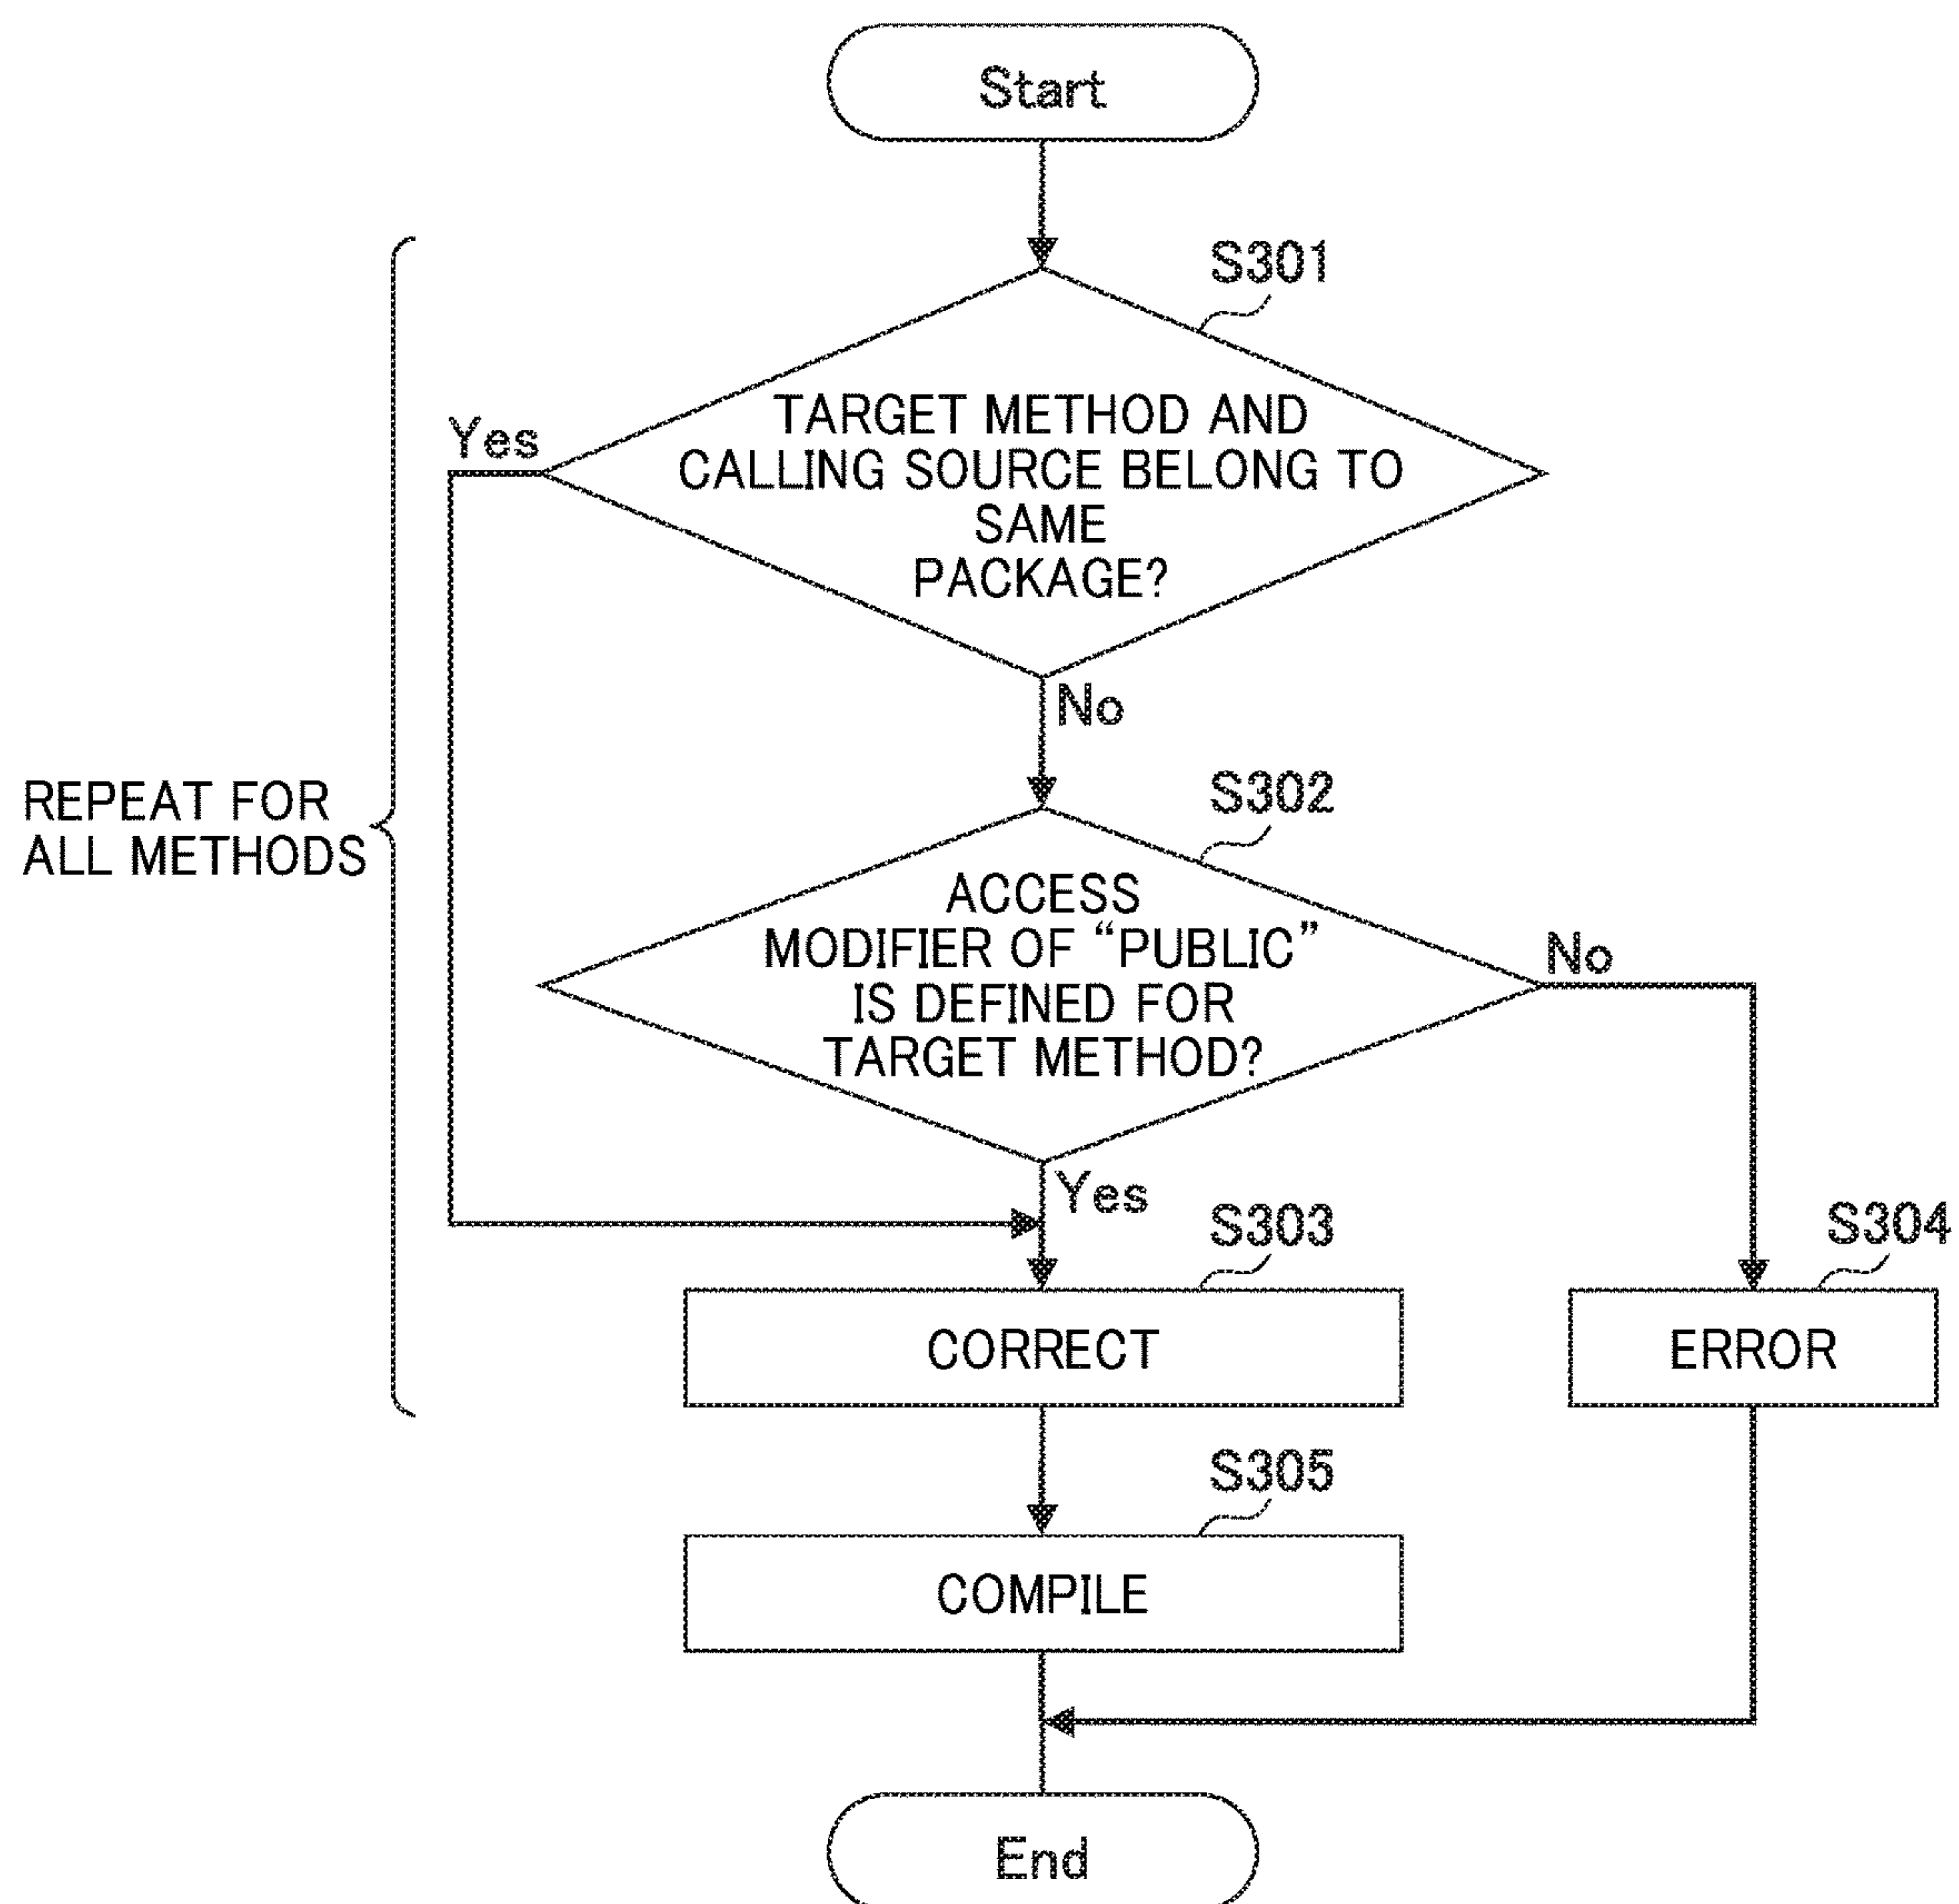 Start
S301
TARGET METHOD AND
CALLING SOURCE BELONG TO
SAME
PACKAGE?
Yes
No
REPEAT FOR
ALL METHODS
S302
ACCESS
MODIFIER OF “PUBLIC”
IS DEFINED FOR
TARGET METHOD?
No
Yes
S303
CORRECT
S304
ERROR
S305
COMPILE
End